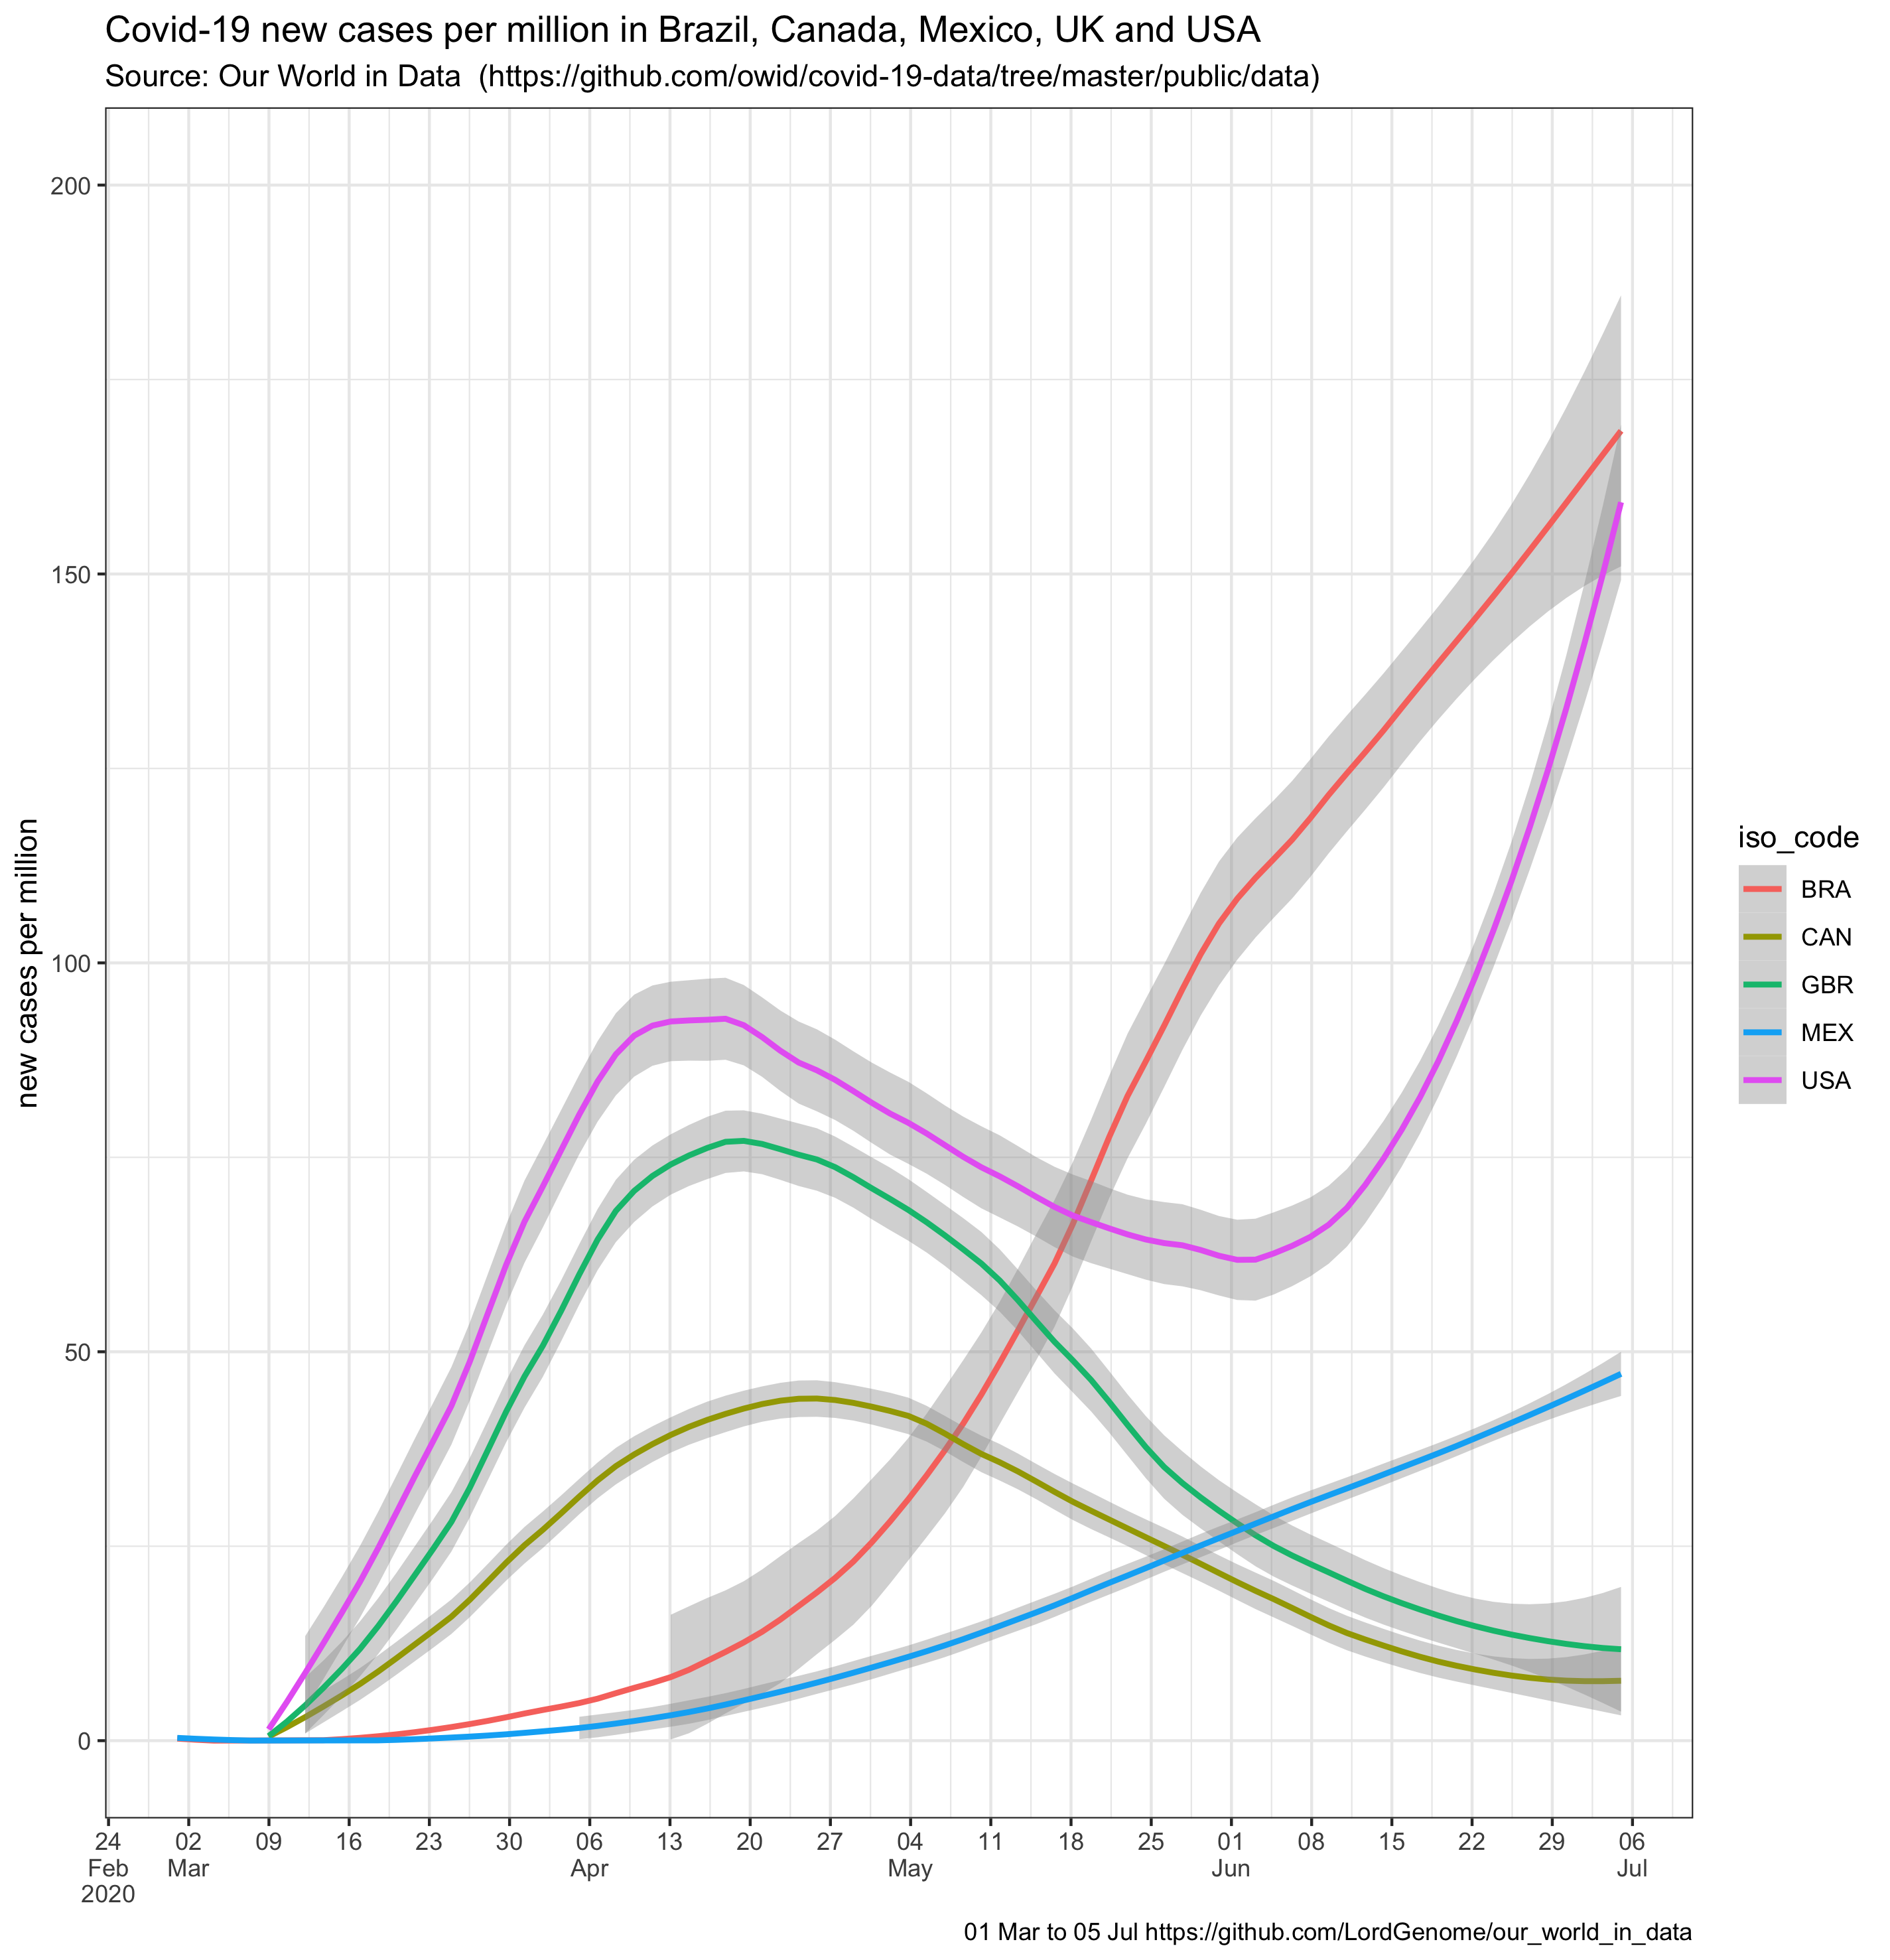 Covid-19 new cases per million in Brazil, Canada, Mexico, UK and USA
Source: Our World in Data  (https://github.com/owid/covid-19-data/tree/master/public/data)
200
150
100
50
0
new cases per million
iso_code
BRA
CAN
GBR
MEX
USA
24 02 09 16 23 30 06 13 20 27 04 11 18 25 01 08 15 22 29 06
Feb Mar Apr May Jun Jul
2020
01 Mar to 05 Jul https://github.com/LordGenome/our_world_in_data